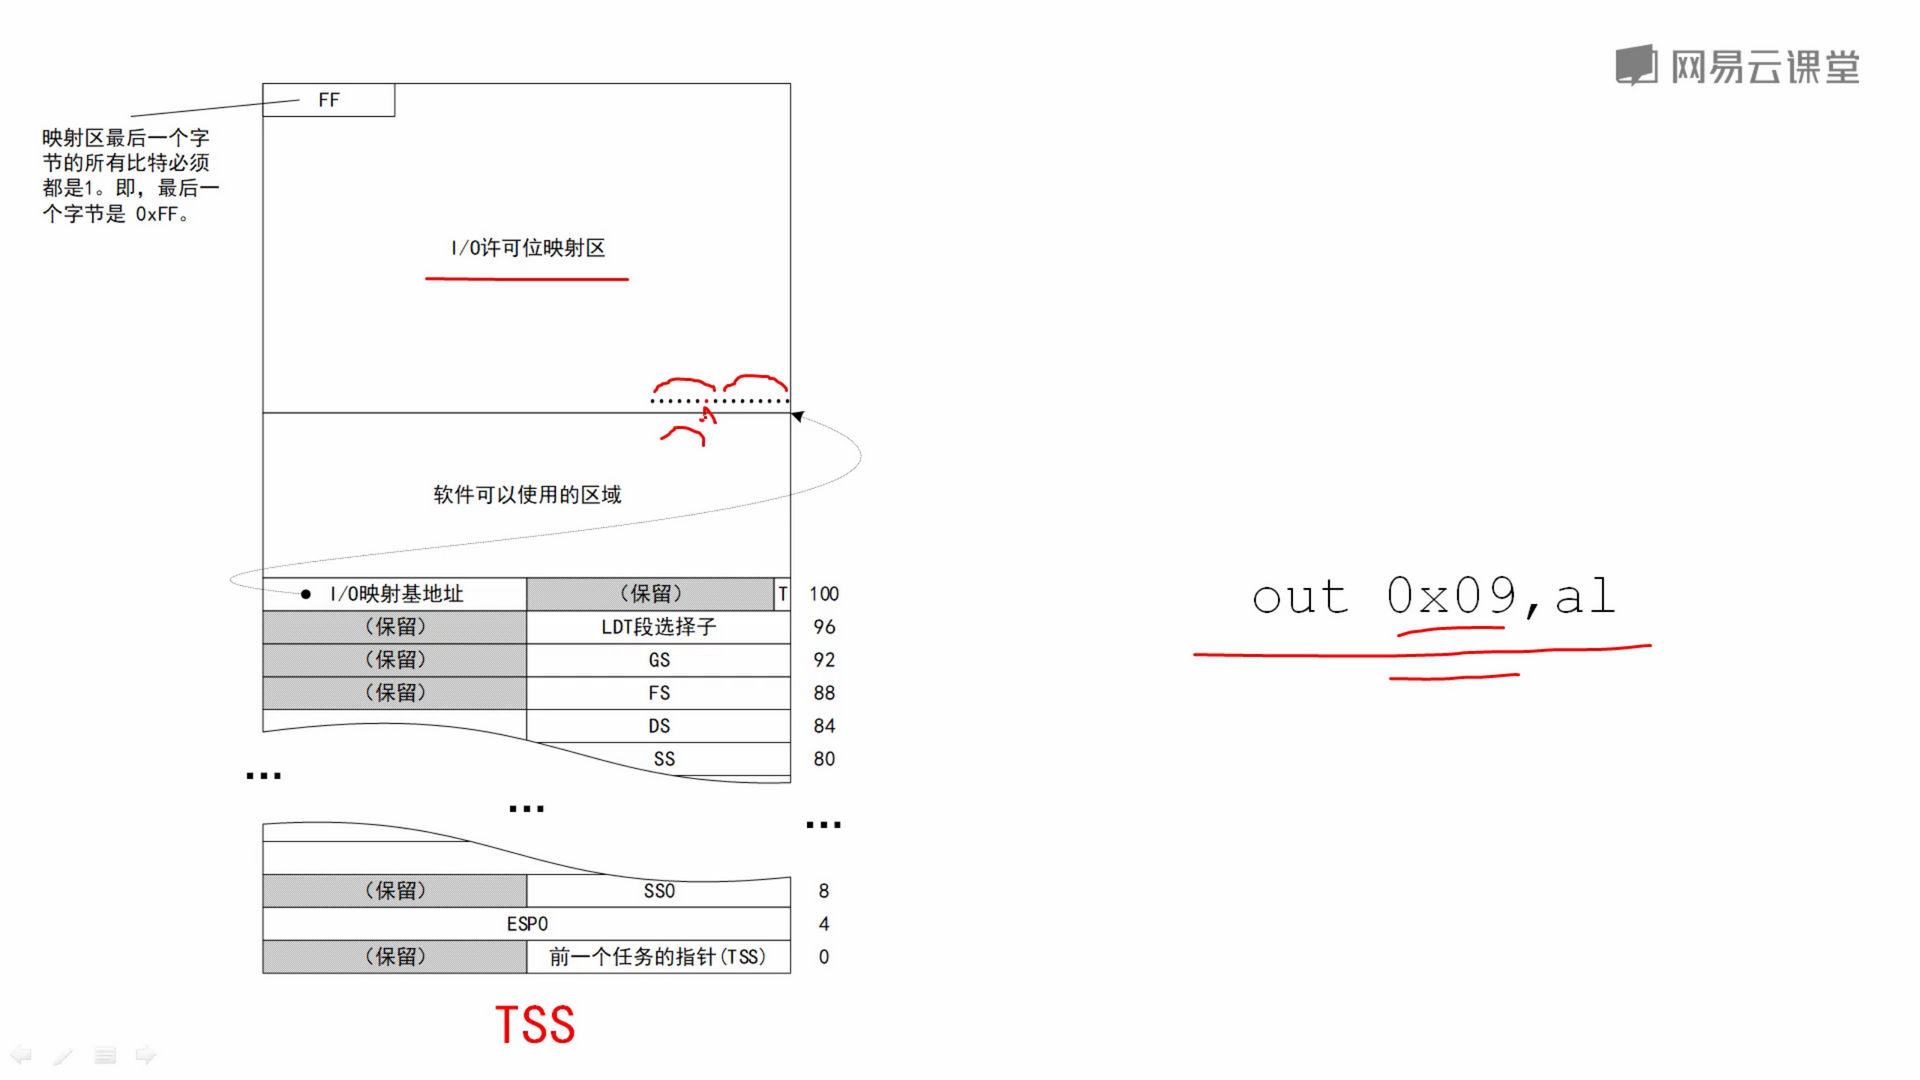 网易云课堂
FF
映射区最后一个字
节的所有比特必须
都是1。即，最后一
个字节是 0xFF。
I/O许可位映射区
软件可以使用的区域
I/O映射基地址 （保留） T 100
（保留） LDT段选择子 96
（保留） GS 92
（保留） FS 88
DS 84
SS 80
...
...
...
（保留） SS0 8
ESP0 4
（保留） 前一个任务的指针(TSS) 0
TSS
out 0x09,al